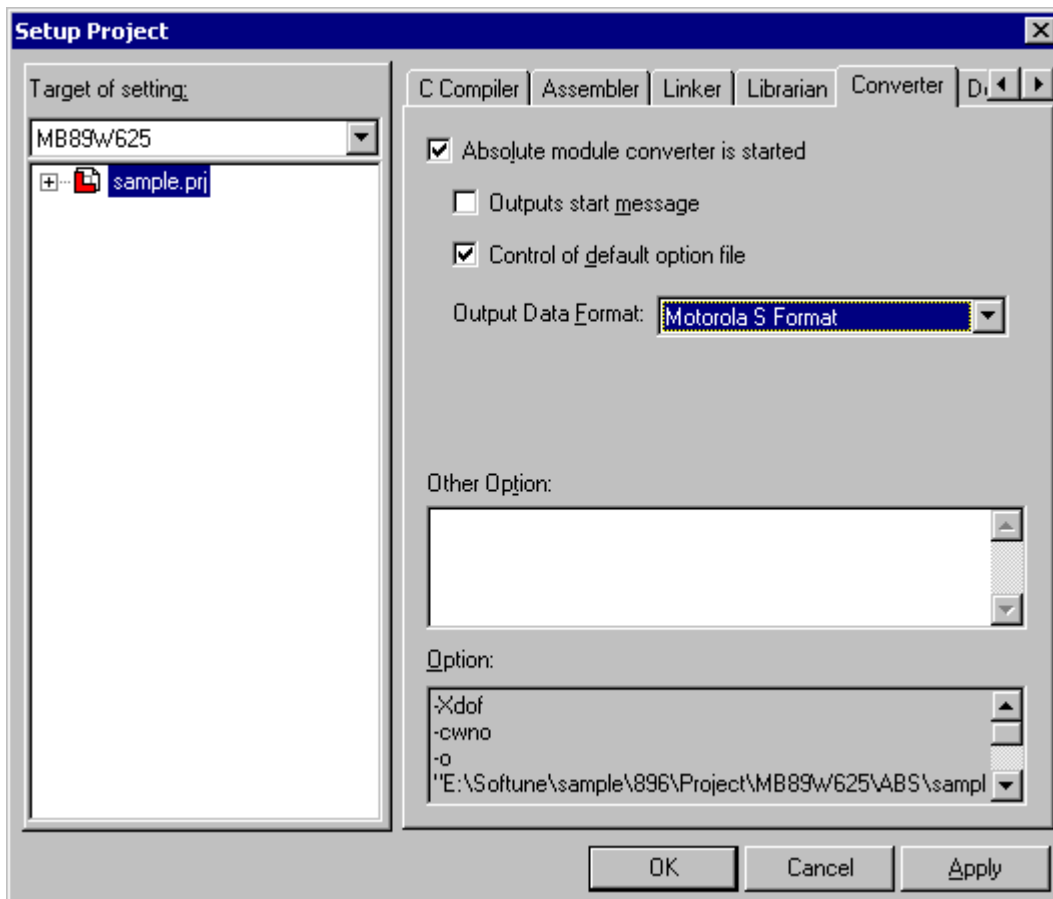 Setup Project
Target of setting:
MB89W625
sample.prj
C Compiler
Assembler
Linker
Librarian
Converter
Absolute module converter is started
Outputs start message
Control of default option file
Output Data Format:
Motorola S Format
Other Option:
Option:
-Xdof
-cwno
-o
"E:\Softune\sample\896\Project\MB89W625\ABS\sampl
OK
Cancel
Apply